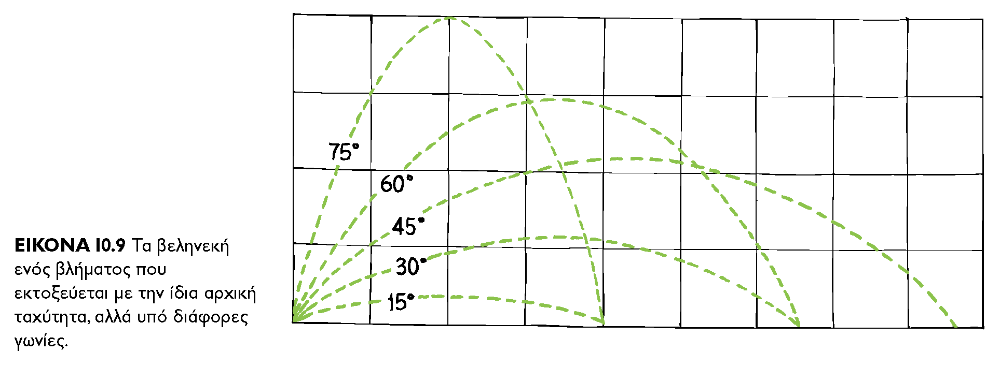 75°
60°
45°
30°
15°
ΕΙΚΟΝΑ 10.9 Τα βεληνεκή
ενός βλήματος που
εκτοξεύεται με την ίδια αρχική
ταχύτητα, αλλά υπό διάφορες
γωνίες.